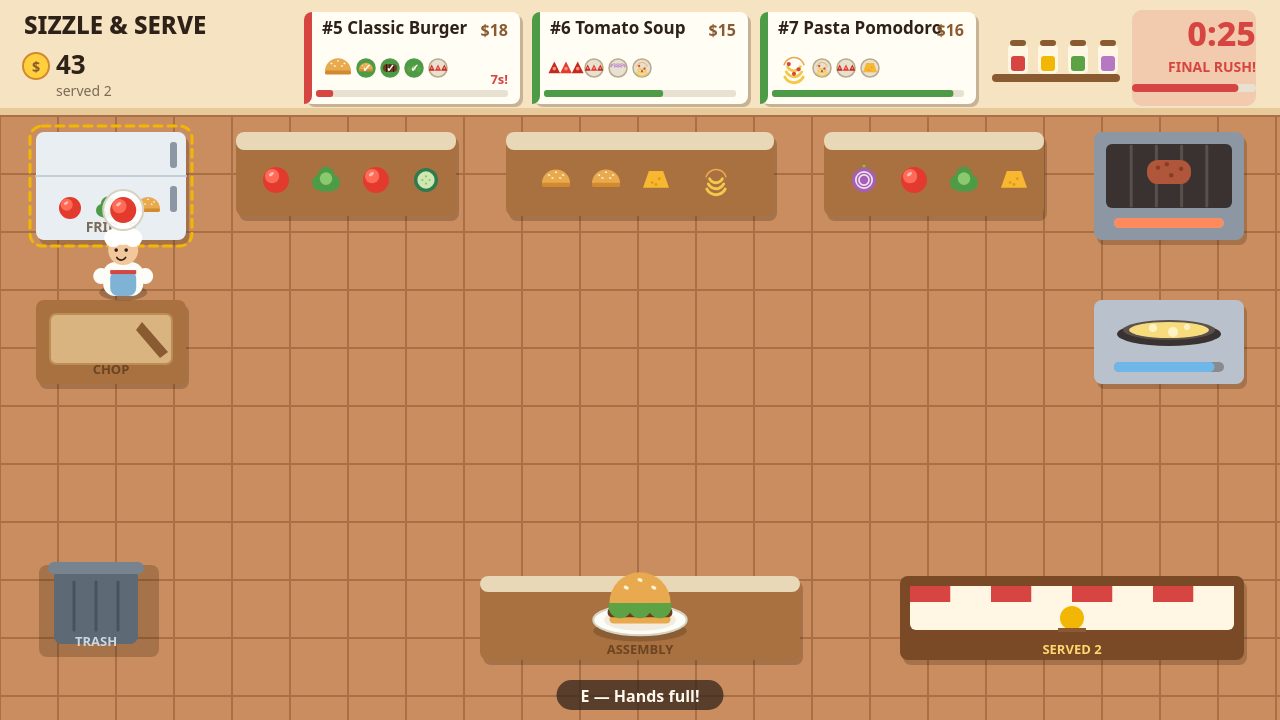 SIZZLE & SERVE
$ 43
served 2
#5 Classic Burger $18
7s!
#6 Tomato Soup $15
#7 Pasta Pomodoro $16
0:25
FINAL RUSH!
CHOP
TRASH
ASSEMBLY
SERVED 2
E — Hands full!